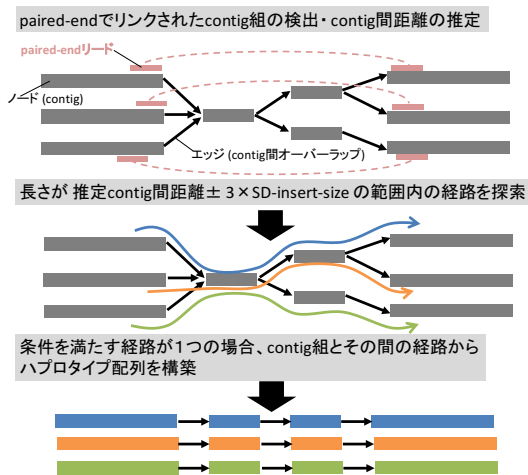 paired-endでリンクされたcontig組の検出・contig間距離の推定
paired-endリード
ノード (contig)
エッジ (contig間オーバーラップ)
長さが 推定contig間距離± 3×SD-insert-size の範囲内の経路を探索
条件を満たす経路が１つの場合、contig組とその間の経路から
ハプロタイプ配列を構築